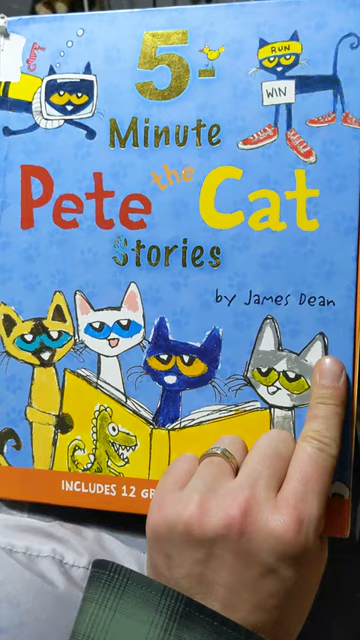 5-
RUN
WIN
Minute
Pete the Cat
Stories
by James Dean
INCLUDES 12